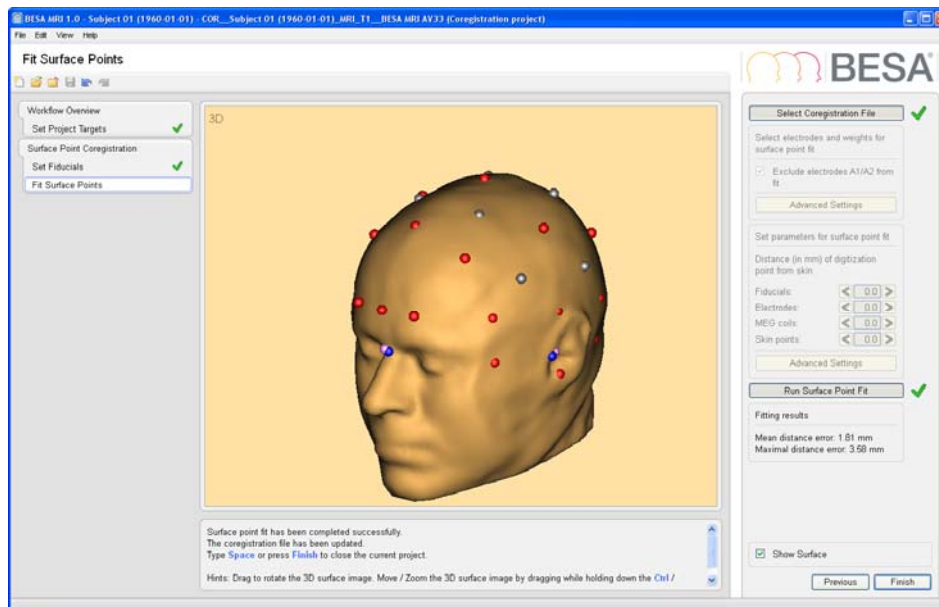 BESA MRI 1.0 - Subject 01 (1960-01-01) - COR__Subject 01 (1960-01-01)_MRI_T1__BESA MRI AV33 (Coregistration project)
File Edit View Help
Fit Surface Points
BESA
Workflow Overview
Set Project Targets
Surface Point Coregistration
Set Fiducials
Fit Surface Points
3D
Surface point fit has been completed successfully.
The coregistration file has been updated.
Type Space or press Finish to close the current project.
Hints: Drag to rotate the 3D surface image. Move / Zoom the 3D surface image by dragging while holding down the Ctrl /
Select Coregistration File
Select electrodes and weights for
surface point fit
Exclude electrodes A1/A2 from
fit
Advanced Settings
Set parameters for surface point fit
Distance (in mm) of digitization
point from skin
Fiducials: < 0.0 >
Electrodes: < 0.0 >
MEG coils: < 0.0 >
Skin points: < 0.0 >
Advanced Settings
Run Surface Point Fit
Fitting results
Mean distance error: 1.81 mm
Maximal distance error: 3.58 mm
Show Surface
Previous Finish